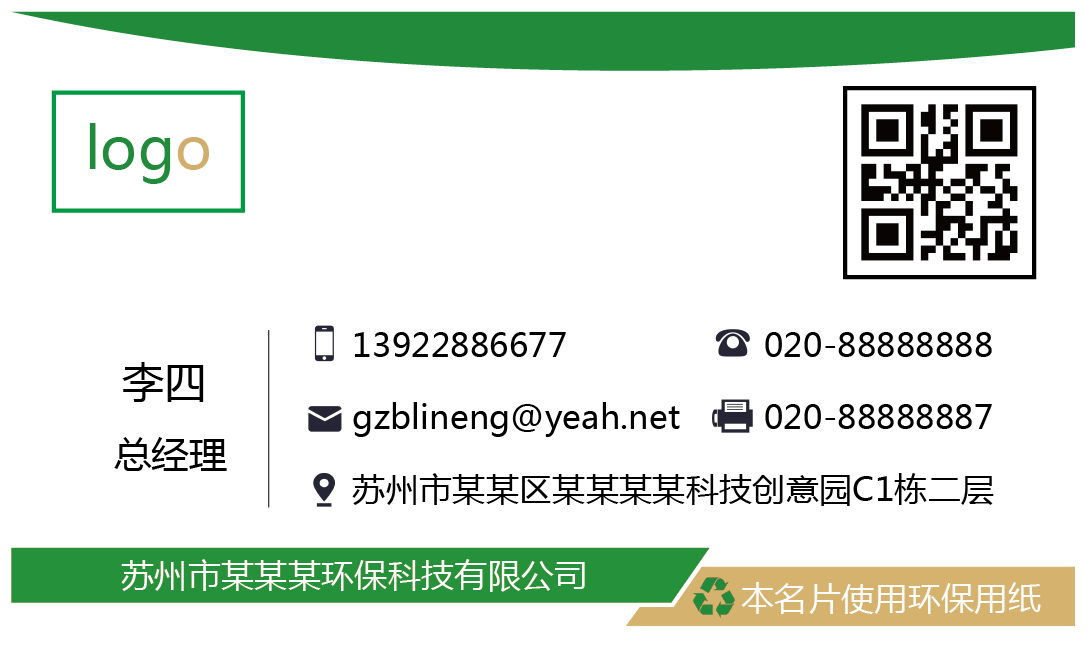 logo
13922886677
020-88888888
李四
gzblineng@yeah.net
020-88888887
总经理
苏州市某某区某某某某科技创意园C1栋二层
苏州市某某某环保科技有限公司
本名片使用环保用纸